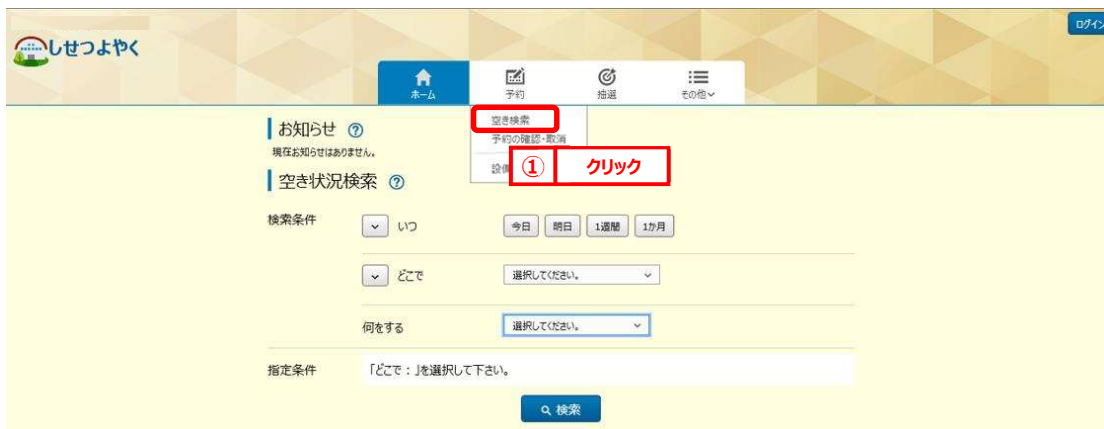 しせつよやく
ログイン
ホーム
予約
抽選
その他
空き検索
予約の確認・取消
設備
① クリック
お知らせ ?
現在お知らせはありません。
空き状況検索 ?
検索条件
いつ 今日 明日 1週間 1か月
どこで 選択してください。
何をする 選択してください。
指定条件 「どこで：」を選択して下さい。
検索